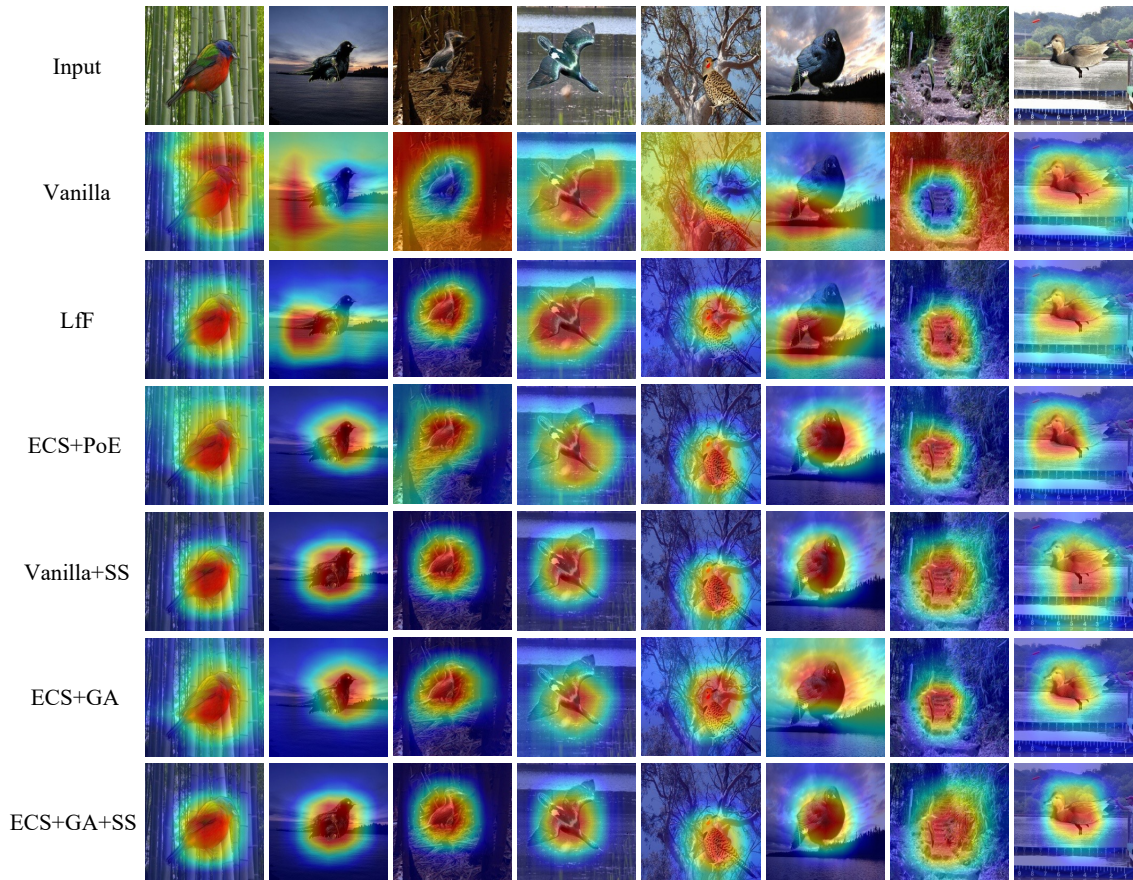 Input
Vanilla
LfF
ECS+PoE
Vanilla+SS
ECS+GA
ECS+GA+SS